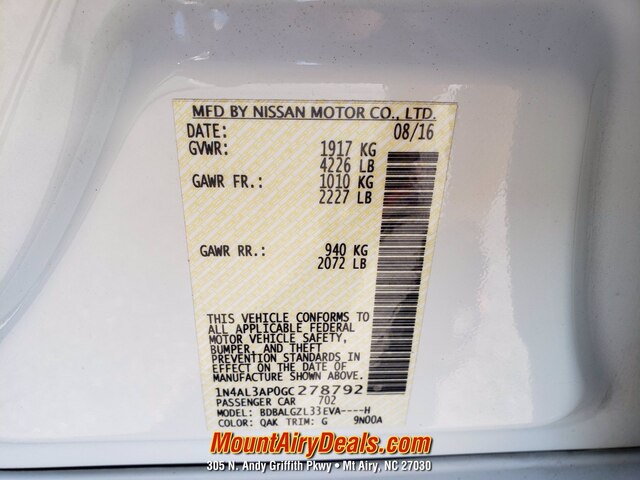 MFD BY NISSAN MOTOR CO., LTD.
DATE: 08/16
GVWR: 1917 KG
4226 LB
GAWR FR.: 1010 KG
2227 LB
GAWR RR.: 940 KG
2072 LB
THIS VEHICLE CONFORMS TO
ALL APPLICABLE FEDERAL
MOTOR VEHICLE SAFETY,
BUMPER, AND THEFT
PREVENTION STANDARDS IN
EFFECT ON THE DATE OF
MANUFACTURE SHOWN ABOVE.
1N4AL3AP0GC278792
PASSENGER CAR 702
MODEL: BDBALGZL33EVA----H
COLOR: QAK TRIM: G 9N00A
MountAiryDeals.com
305 N. Andy Griffith Pkwy • Mt Airy, NC 27030